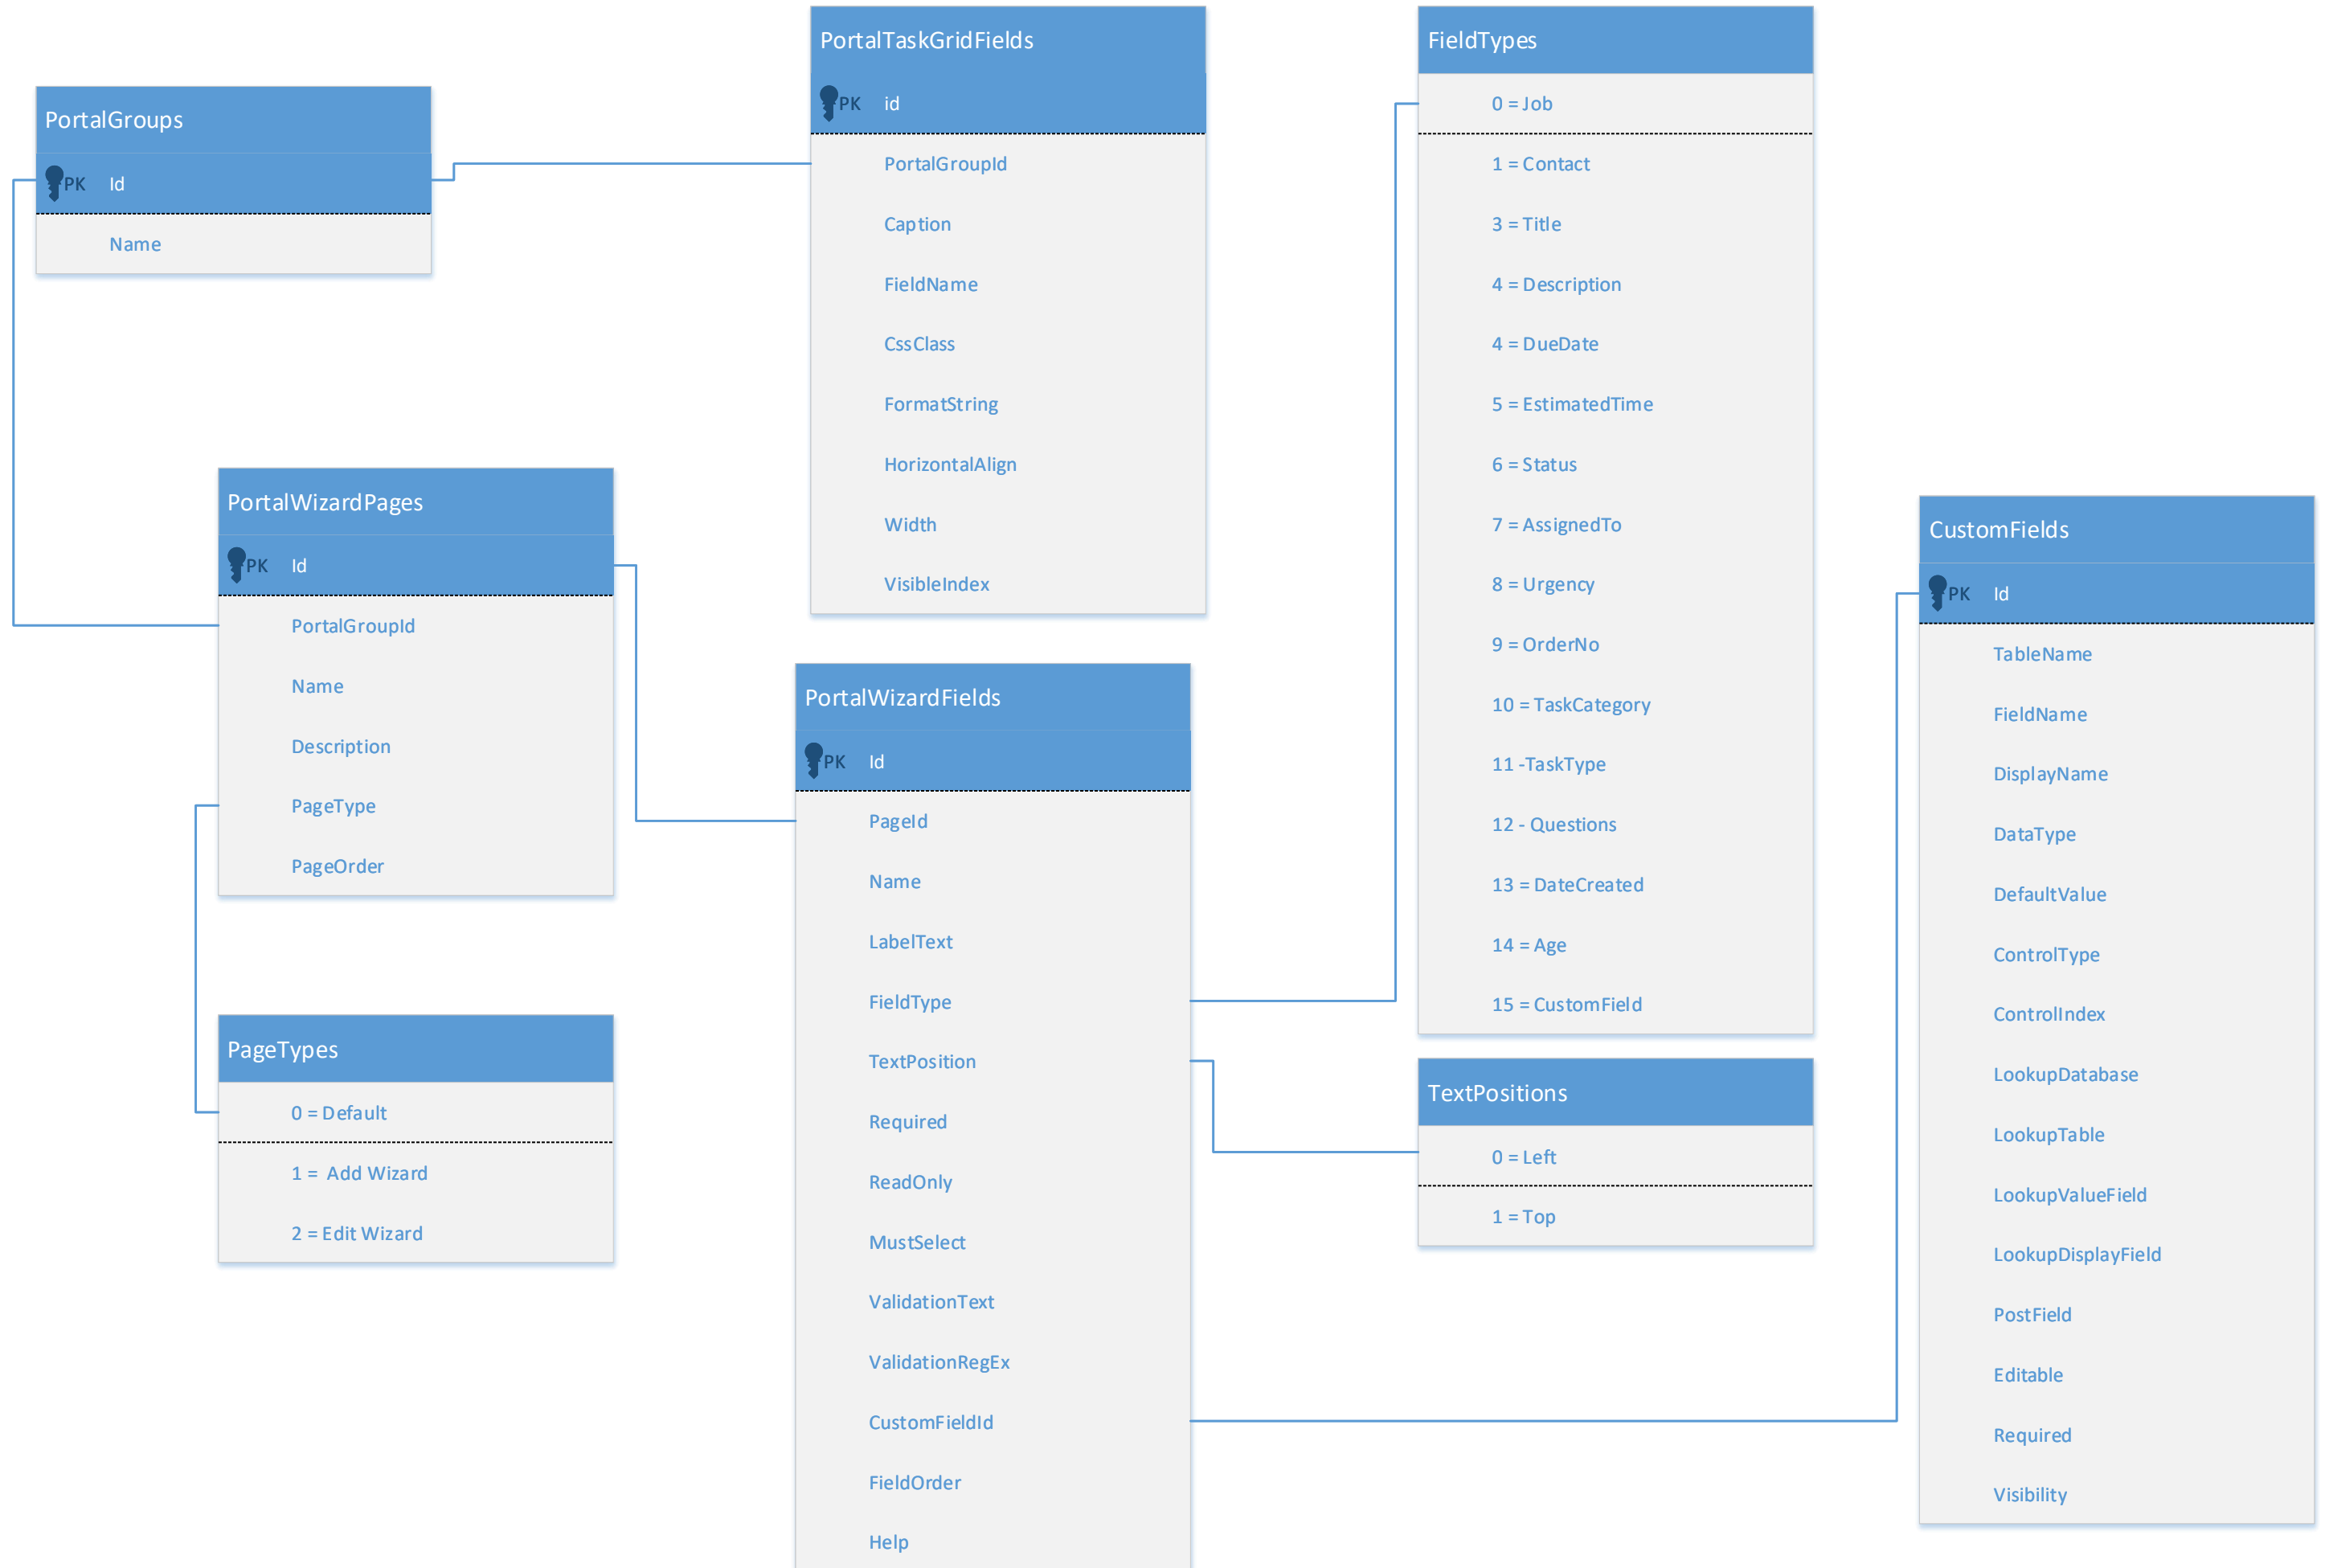 PortalGroups
PK Id
Name
PortalTaskGridFields
PK id
PortalGroupId
Caption
FieldName
CssClass
FormatString
HorizontalAlign
Width
VisibleIndex
FieldTypes
0 = Job
1 = Contact
3 = Title
4 = Description
4 = DueDate
5 = EstimatedTime
6 = Status
7 = AssignedTo
8 = Urgency
9 = OrderNo
10 = TaskCategory
11 -TaskType
12 - Questions
13 = DateCreated
14 = Age
15 = CustomField
PortalWizardPages
PK Id
PortalGroupId
Name
Description
PageType
PageOrder
PageTypes
0 = Default
1 = Add Wizard
2 = Edit Wizard
PortalWizardFields
PK Id
PageId
Name
LabelText
FieldType
TextPosition
Required
ReadOnly
MustSelect
ValidationText
ValidationRegEx
CustomFieldId
FieldOrder
Help
TextPositions
0 = Left
1 = Top
CustomFields
PK Id
TableName
FieldName
DisplayName
DataType
DefaultValue
ControlType
ControlIndex
LookupDatabase
LookupTable
LookupValueField
LookupDisplayField
PostField
Editable
Required
Visibility